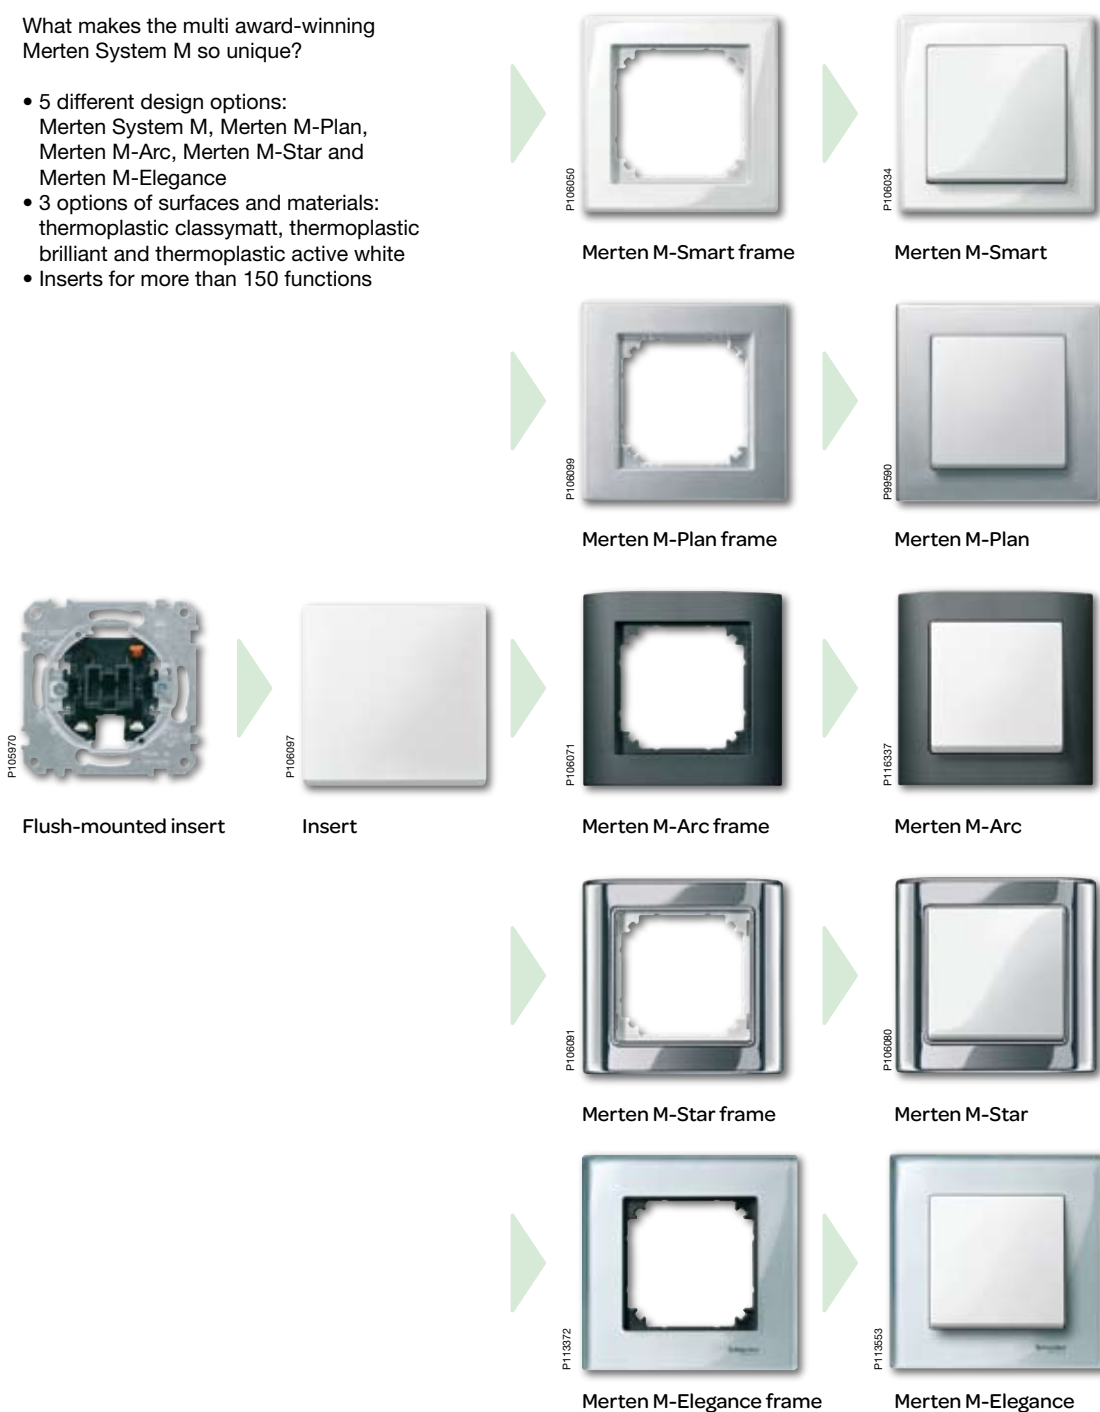 What makes the multi award-winning
Merten System M so unique?
• 5 different design options:
Merten System M, Merten M-Plan,
Merten M-Arc, Merten M-Star and
Merten M-Elegance
• 3 options of surfaces and materials:
thermoplastic classymatt, thermoplastic
brilliant and thermoplastic active white
• Inserts for more than 150 functions
P106050
P106034
Merten M-Smart frame
Merten M-Smart
P106099
P99590
Merten M-Plan frame
Merten M-Plan
P105970
P106097
P106071
P116337
Flush-mounted insert
Insert
Merten M-Arc frame
Merten M-Arc
P106091
P106080
Merten M-Star frame
Merten M-Star
P113372
P113553
Merten M-Elegance frame
Merten M-Elegance